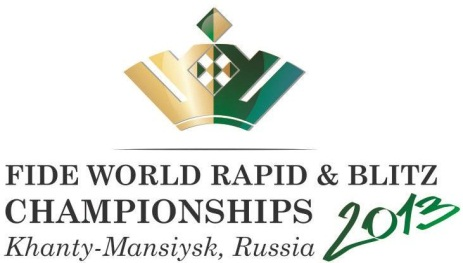 FIDE WORLD RAPID & BLITZ
CHAMPIONSHIPS 2013
Khanty-Mansiysk, Russia